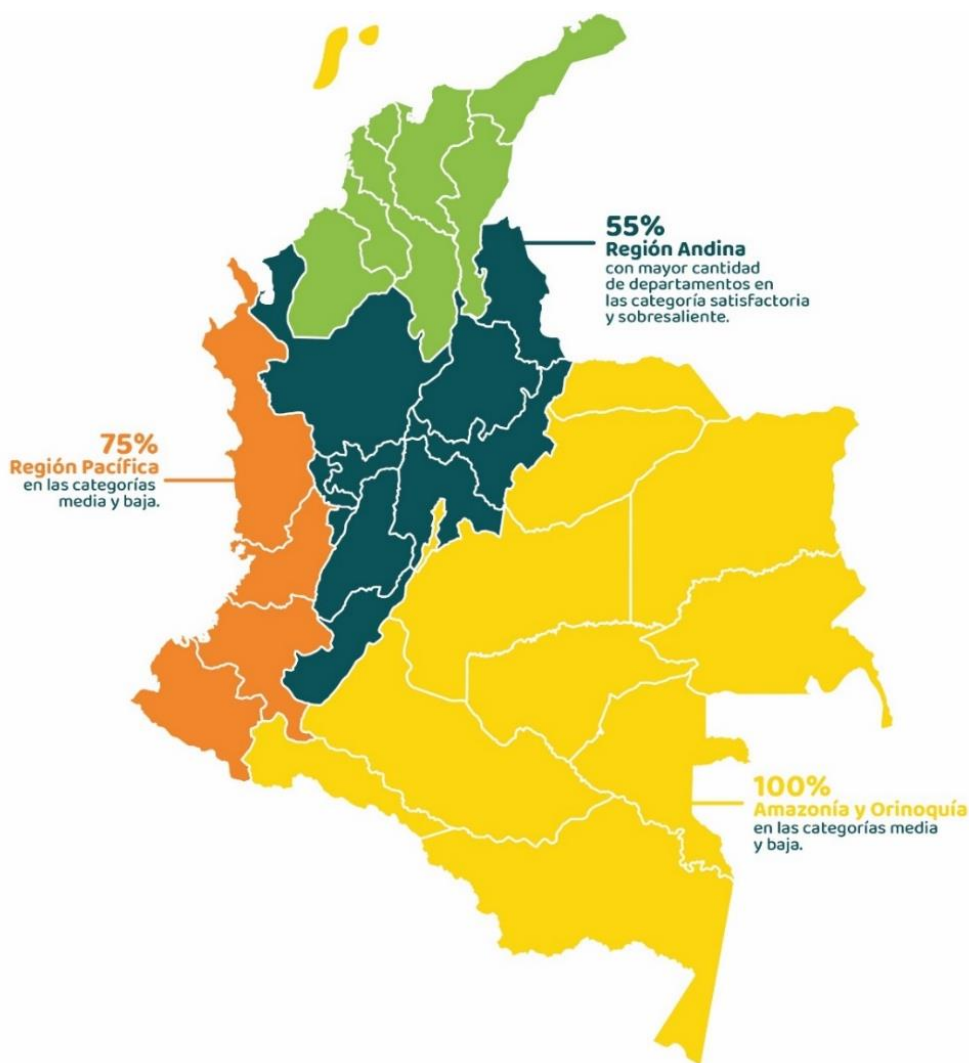 55%
Región Andina
con mayor cantidad
de departamentos en
las categoría satisfactoria
y sobresaliente.
75%
Región Pacífica
en las categorías
media y baja.
100%
Amazonía y Orinoquía
en las categorías media
y baja.